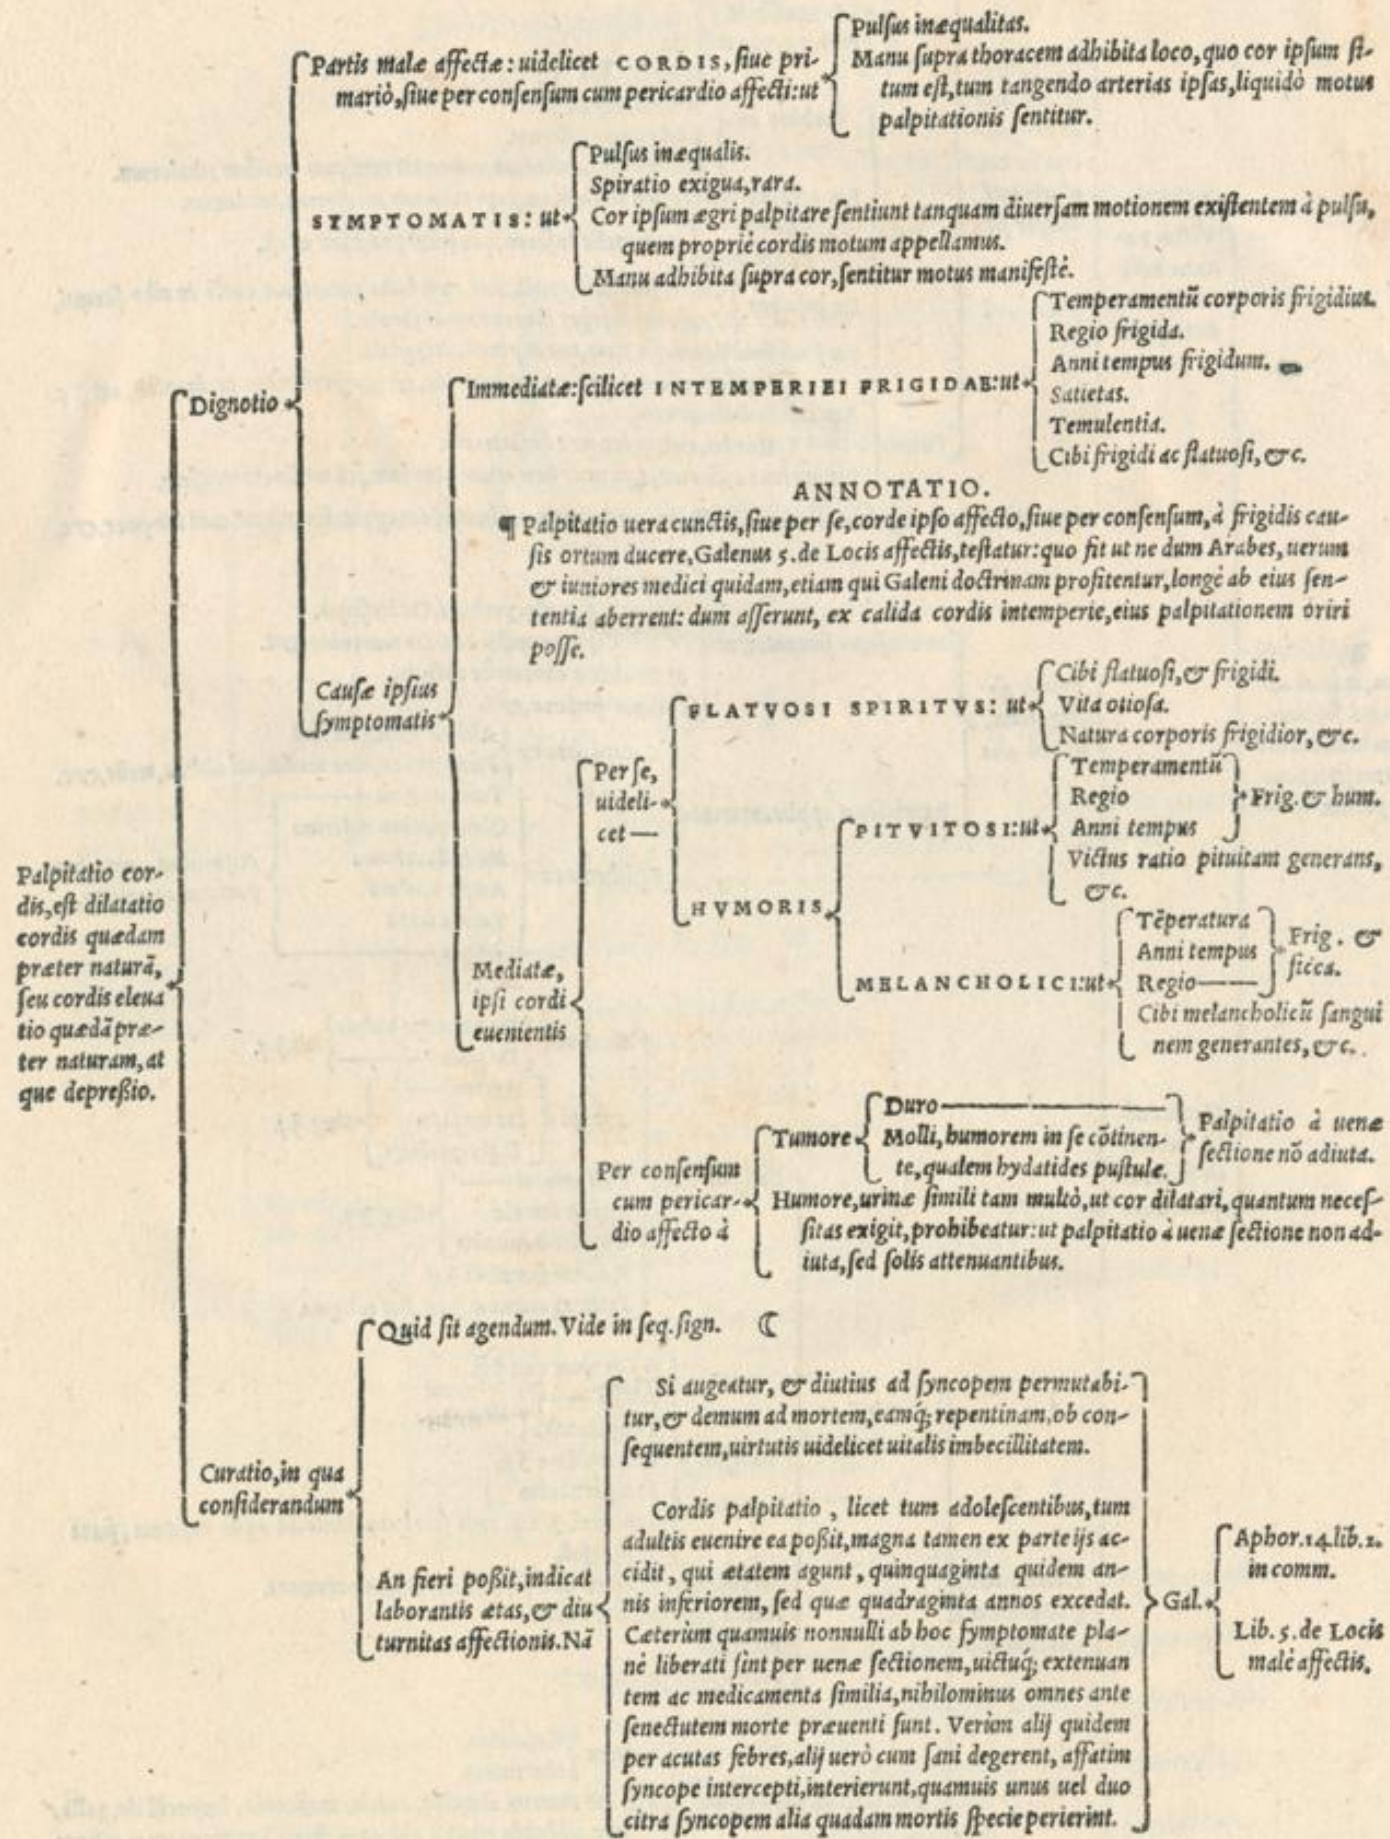 Palpitatio cor-
dis, est dilatatio
cordis quædam
præter naturā,
seu cordis eleua
tio quædā præ-
ter naturam, at
que depreßio.
Dignotio
Partis malæ affectæ: uidelicet CORDIS, siue pri-
mariò, siue per consensum cum pericardio affecti: ut
Pulsus inæqualitas.
Manu supra thoracem adhibita loco, quo cor ipsum si-
tum est, tum tangendo arterias ipsas, liquidò motus
palpitationis sentitur.
SYMPTOMATIS: ut
Pulsus inæqualis.
Spiratio exigua, rara.
Cor ipsum ægri palpitare sentiunt tanquam diuersam motionem existentem à pulsu,
quem propriè cordis motum appellamus.
Manu adhibita supra cor, sentitur motus manifestè.
Causæ ipsius
symptomatis
Immediatæ: scilicet INTEMPERIEI FRIGIDAE: ut
Temperamentū corporis frigidius.
Regio frigida.
Anni tempus frigidum.
Satietas.
Temulentia.
Cibi frigidi ac flatuosi, &c.
ANNOTATIO.
¶ Palpitatio uera cunctis, siue per se, corde ipso affecto, siue per consensum, à frigidis cau-
sis ortum ducere, Galenus 5. de Locis affectis, testatur: quo fit ut ne dum Arabes, uerum
& iuniores medici quidam, etiam qui Galeni doctrinam profitentur, longè ab eius sen-
tentia aberrent: dum asserunt, ex calida cordis intemperie, eius palpitationem oriri
posse.
Mediatæ,
ipsi cordi
euenientis
Per se,
uideli-
cet
FLATVOSI SPIRITVS: ut
Cibi flatuosi, & frigidi.
Vita otiosa.
Natura corporis frigidior, &c.
HVMORIS
PITVITOSI: ut
Temperamentū
Regio
Anni tempus
Frig. & hum.
Victus ratio pituitam generans,
&c.
MELANCHOLICI: ut
Tēperatura
Anni tempus
Regio
Frig. &
sicca.
Cibi melancholicū sangui
nem generantes, &c.
Per consensum
cum pericar-
dio affecto à
Tumore
Duro
Molli, humorem in se cōtinen-
te, qualem hydatides pustulæ.
Palpitatio à uenæ
sectione nō adiuta.
Humore, urinæ simili tam multò, ut cor dilatari, quantum neces-
sitas exigit, prohibeatur: ut palpitatio à uenæ sectione non ad-
iuta, sed solis attenuantibus.
Curatio, in qua
considerandum
Quid sit agendum. Vide in seq. sign. ☾
An fieri poßit, indicat
laborantis ætas, & diu
turnitas affectionis. Nā
Si augeatur, & diutius ad syncopem permutabi-
tur, & demum ad mortem, eamq́; repentinam, ob con-
sequentem, uirtutis uidelicet uitalis imbecillitatem.
Cordis palpitatio, licet tum adolescentibus, tum
adultis euenire ea poßit, magna tamen ex parte ijs ac-
cidit, qui ætatem agunt, quinquaginta quidem an-
nis inferiorem, sed quæ quadraginta annos excedat.
Cæterùm quamuis nonnulli ab hoc symptomate pla-
nè liberati sint per uenæ sectionem, uictuq́; extenuan
tem ac medicamenta similia, nihilominus omnes ante
senectutem morte præuenti sunt. Verùm alij quidem
per acutas febres, alij uerò cum sani degerent, affatim
syncope intercepti, interierunt, quamuis unus uel duo
citra syncopem alia quadam mortis specie perierint.
Gal.
Aphor. 14. lib. 2.
in comm.
Lib. 5. de Locis
malè affectis.